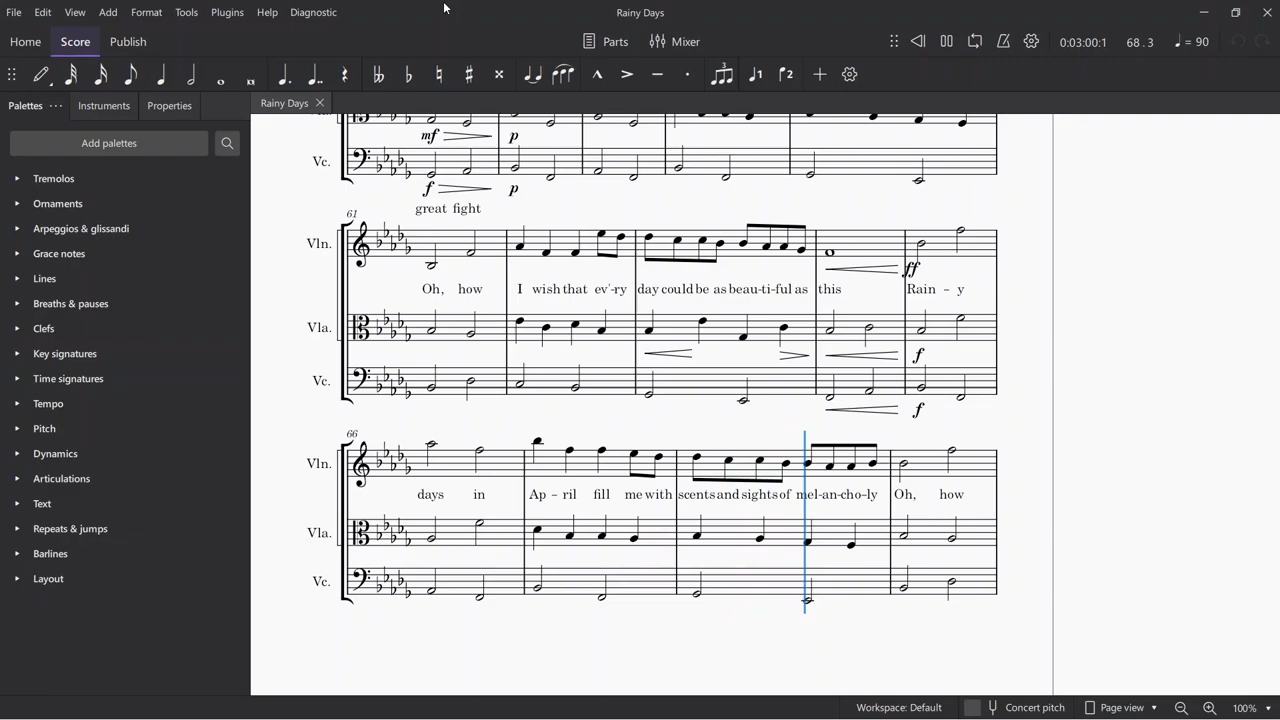 File Edit View Add Format Tools Plugins Help Diagnostic Rainy Days
Home Score Publish Parts Mixer 0:03:00:1 68 . 3 = 90
Palettes Instruments Properties Rainy Days
Add palettes
Tremolos
Ornaments
Arpeggios & glissandi
Grace notes
Lines
Breaths & pauses
Clefs
Key signatures
Time signatures
Tempo
Pitch
Dynamics
Articulations
Text
Repeats & jumps
Barlines
Layout
mf p
Vc.
f p
great fight
61
Vln.
ff
Oh, how I wish that ev'-ry day could be as beau-ti-ful as this Rain - y
Vla.
f
Vc.
f
66
Vln.
days in Ap - ril fill me with scents and sights of mel-an-cho-ly Oh, how
Vla.
Vc.
Workspace: Default Concert pitch Page view 100%